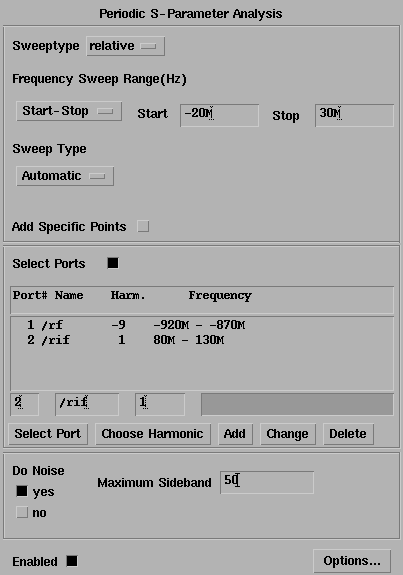 Periodic S-Parameter Analysis
Sweeptype relative
Frequency Sweep Range(Hz)
Start-Stop Start -20M Stop 30M
Sweep Type
Automatic
Add Specific Points
Select Ports
Port# Name Harm. Frequency
1 /rf -9 -920M - -870M
2 /rif 1 80M - 130M
2 /rif 1
Select Port Choose Harmonic Add Change Delete
Do Noise
yes Maximum Sideband 50
no
Enabled Options...